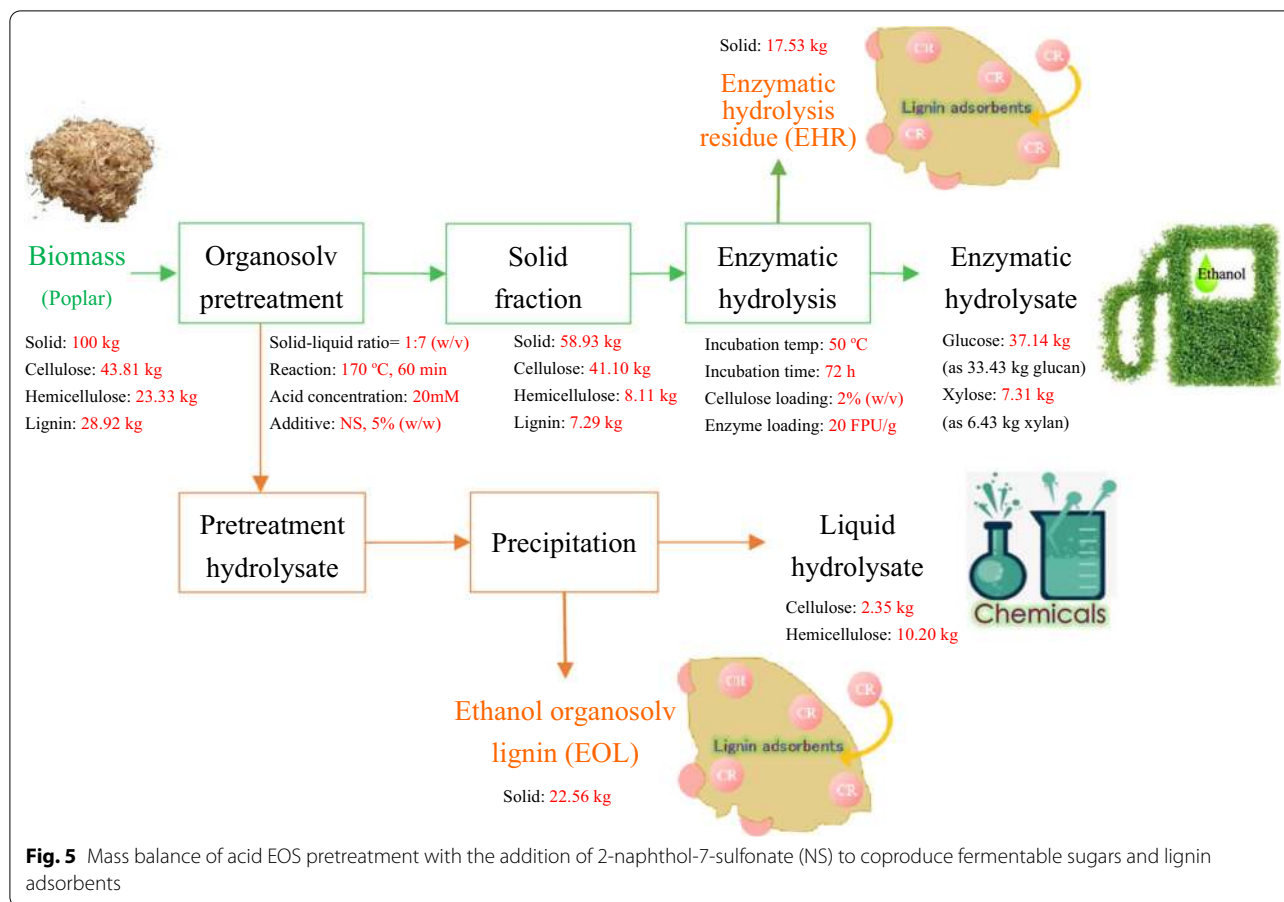 Solid: 17.53 kg
Enzymatic
hydrolysis
residue (EHR)
CR
CR
CR
Lignin adsorbents
CR
CR
Biomass
(Poplar)
Organosolv
pretreatment
Solid
fraction
Enzymatic
hydrolysis
Enzymatic
hydrolysate
Ethanol
Solid: 100 kg
Cellulose: 43.81 kg
Hemicellulose: 23.33 kg
Lignin: 28.92 kg
Solid-liquid ratio= 1:7 (w/v)
Reaction: 170 ºC, 60 min
Acid concentration: 20mM
Additive: NS, 5% (w/w)
Solid: 58.93 kg
Cellulose: 41.10 kg
Hemicellulose: 8.11 kg
Lignin: 7.29 kg
Incubation temp: 50 ºC
Incubation time: 72 h
Cellulose loading: 2% (w/v)
Enzyme loading: 20 FPU/g
Glucose: 37.14 kg
(as 33.43 kg glucan)
Xylose: 7.31 kg
(as 6.43 kg xylan)
Pretreatment
hydrolysate
Precipitation
Liquid
hydrolysate
Cellulose: 2.35 kg
Hemicellulose: 10.20 kg
Chemicals
Ethanol organosolv
lignin (EOL)
Solid: 22.56 kg
CR
CR
CR
Lignin adsorbents
CR
CR
Fig. 5 Mass balance of acid EOS pretreatment with the addition of 2-naphthol-7-sulfonate (NS) to coproduce fermentable sugars and lignin
adsorbents